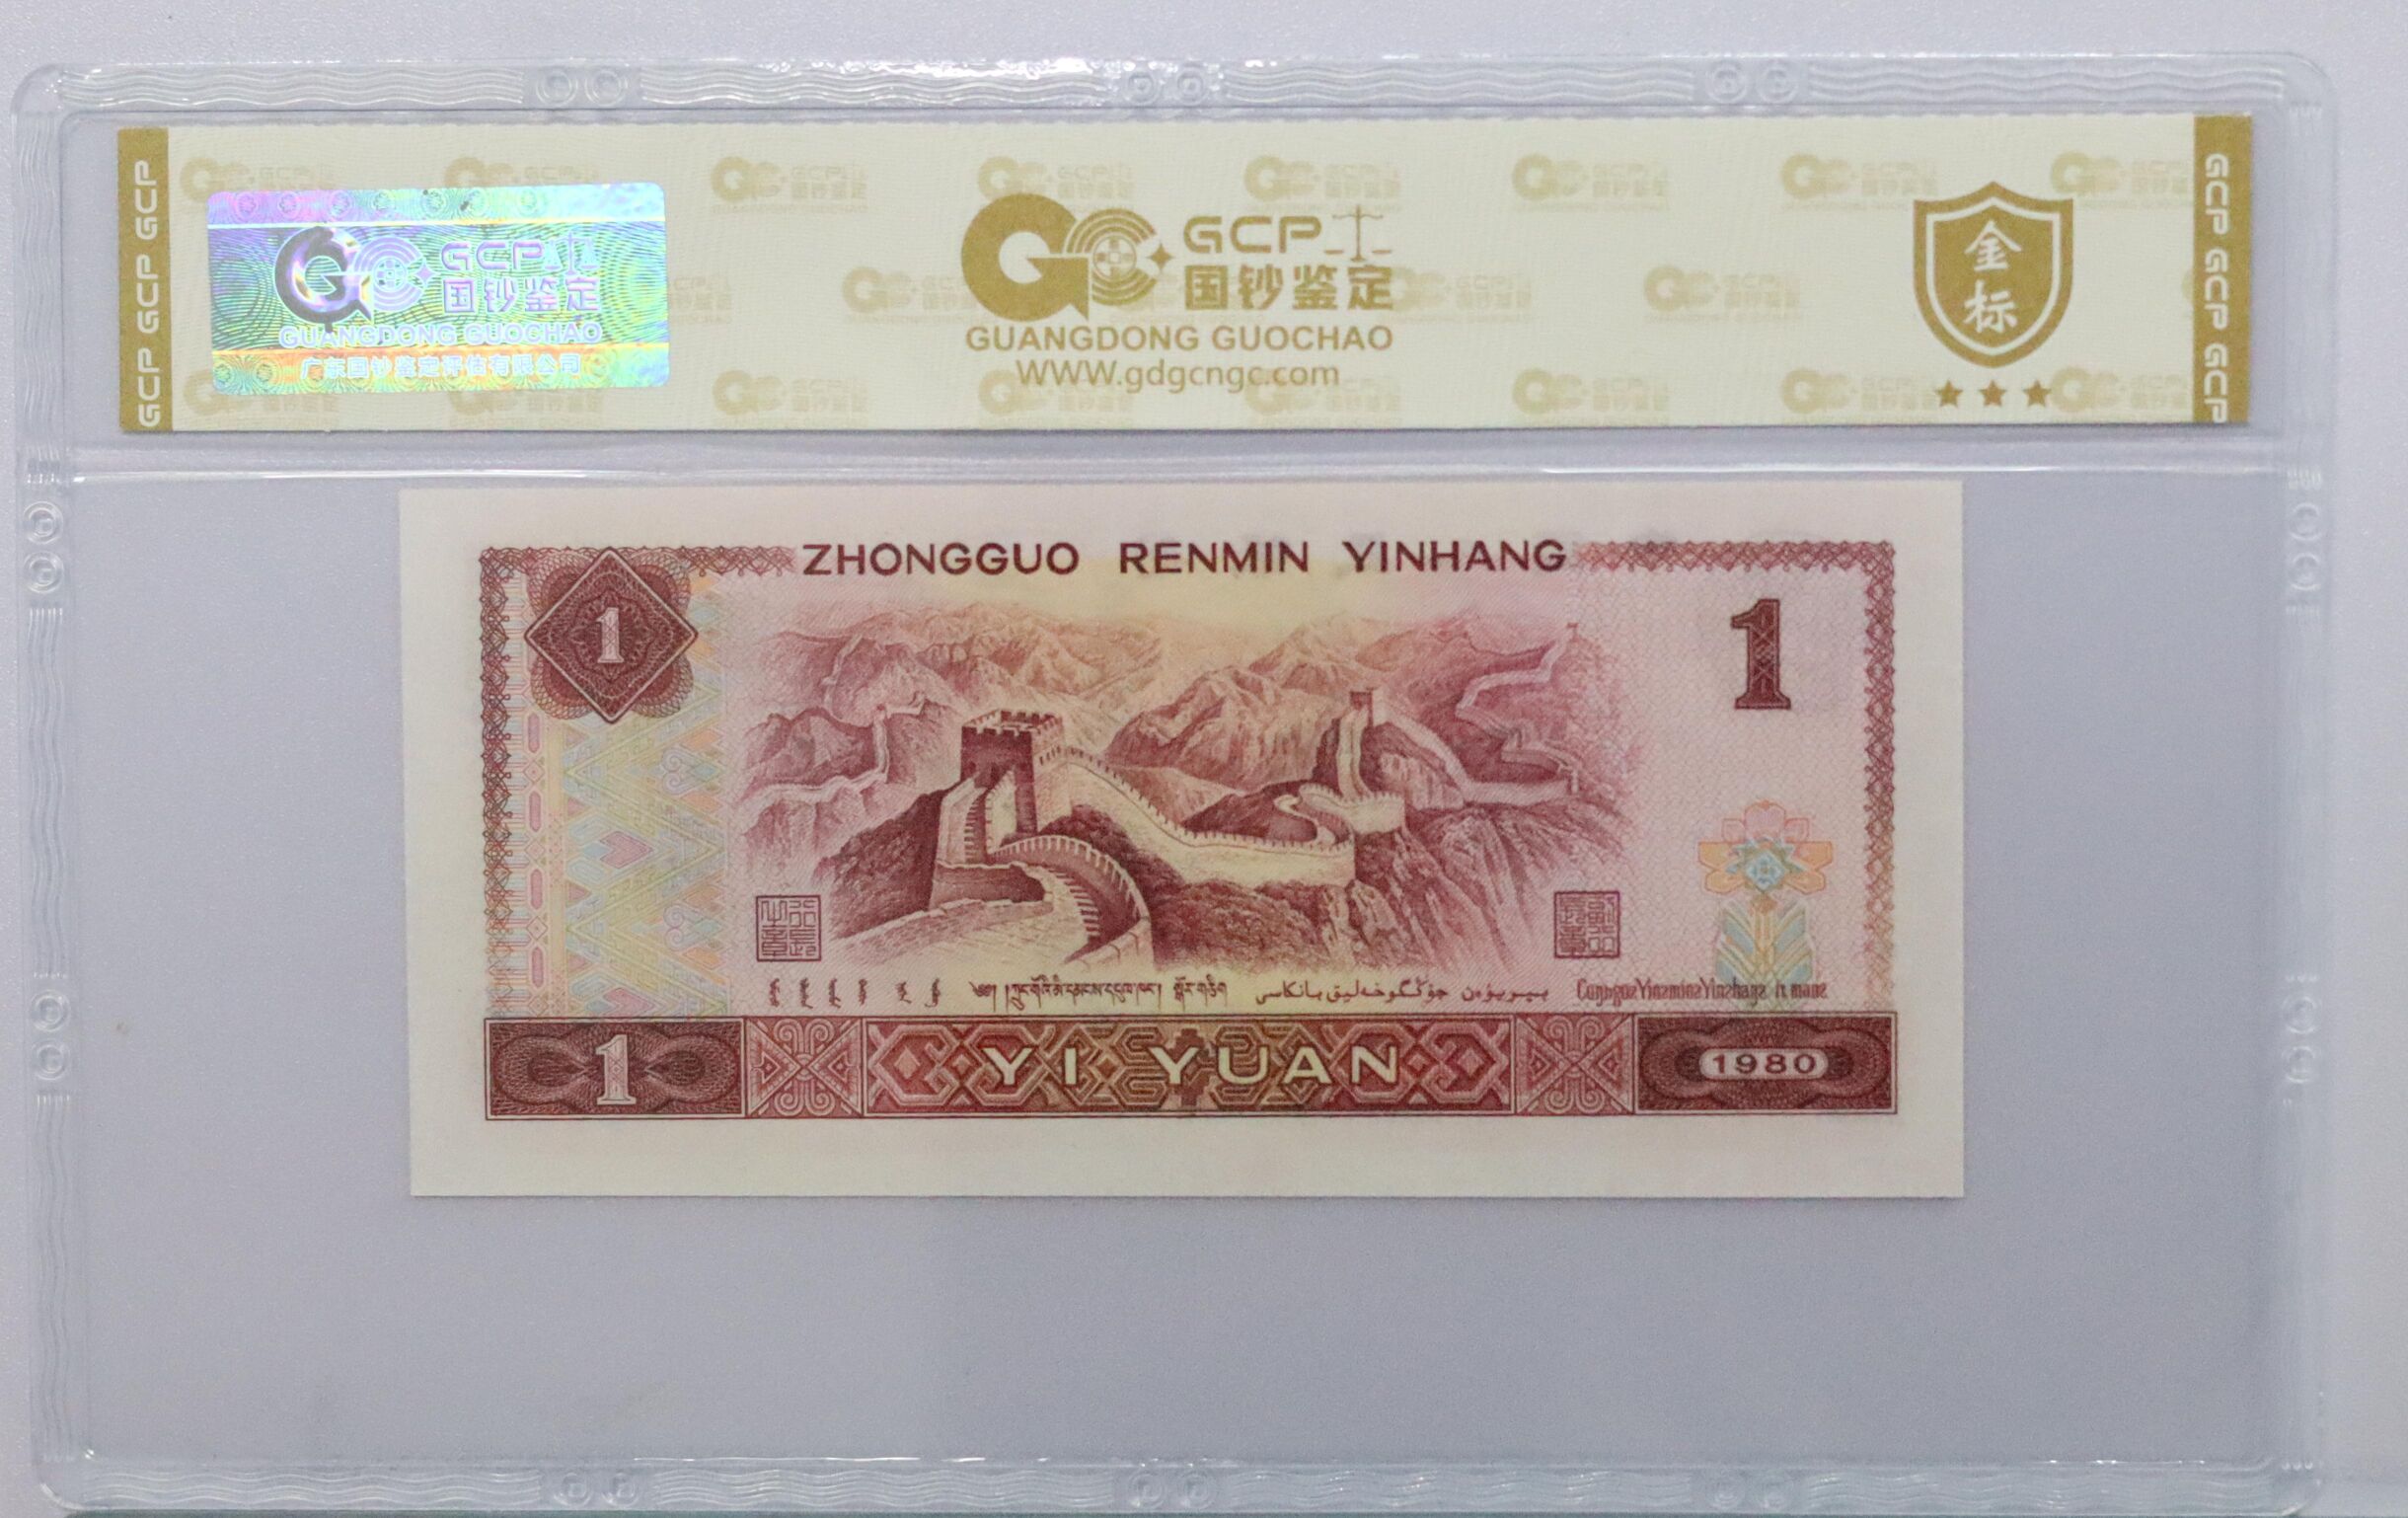 GCP GCP GCP
GCP
国钞鉴定
GUANGDONG GUOCHAO
广东国钞鉴定评估有限公司
GCP
国钞鉴定
GUANGDONG GUOCHAO
WWW.gdgcngc.com
金
标
GCP GCP GCP
ZHONGGUO RENMIN YINHANG
1
1
1
YI YUAN
1980